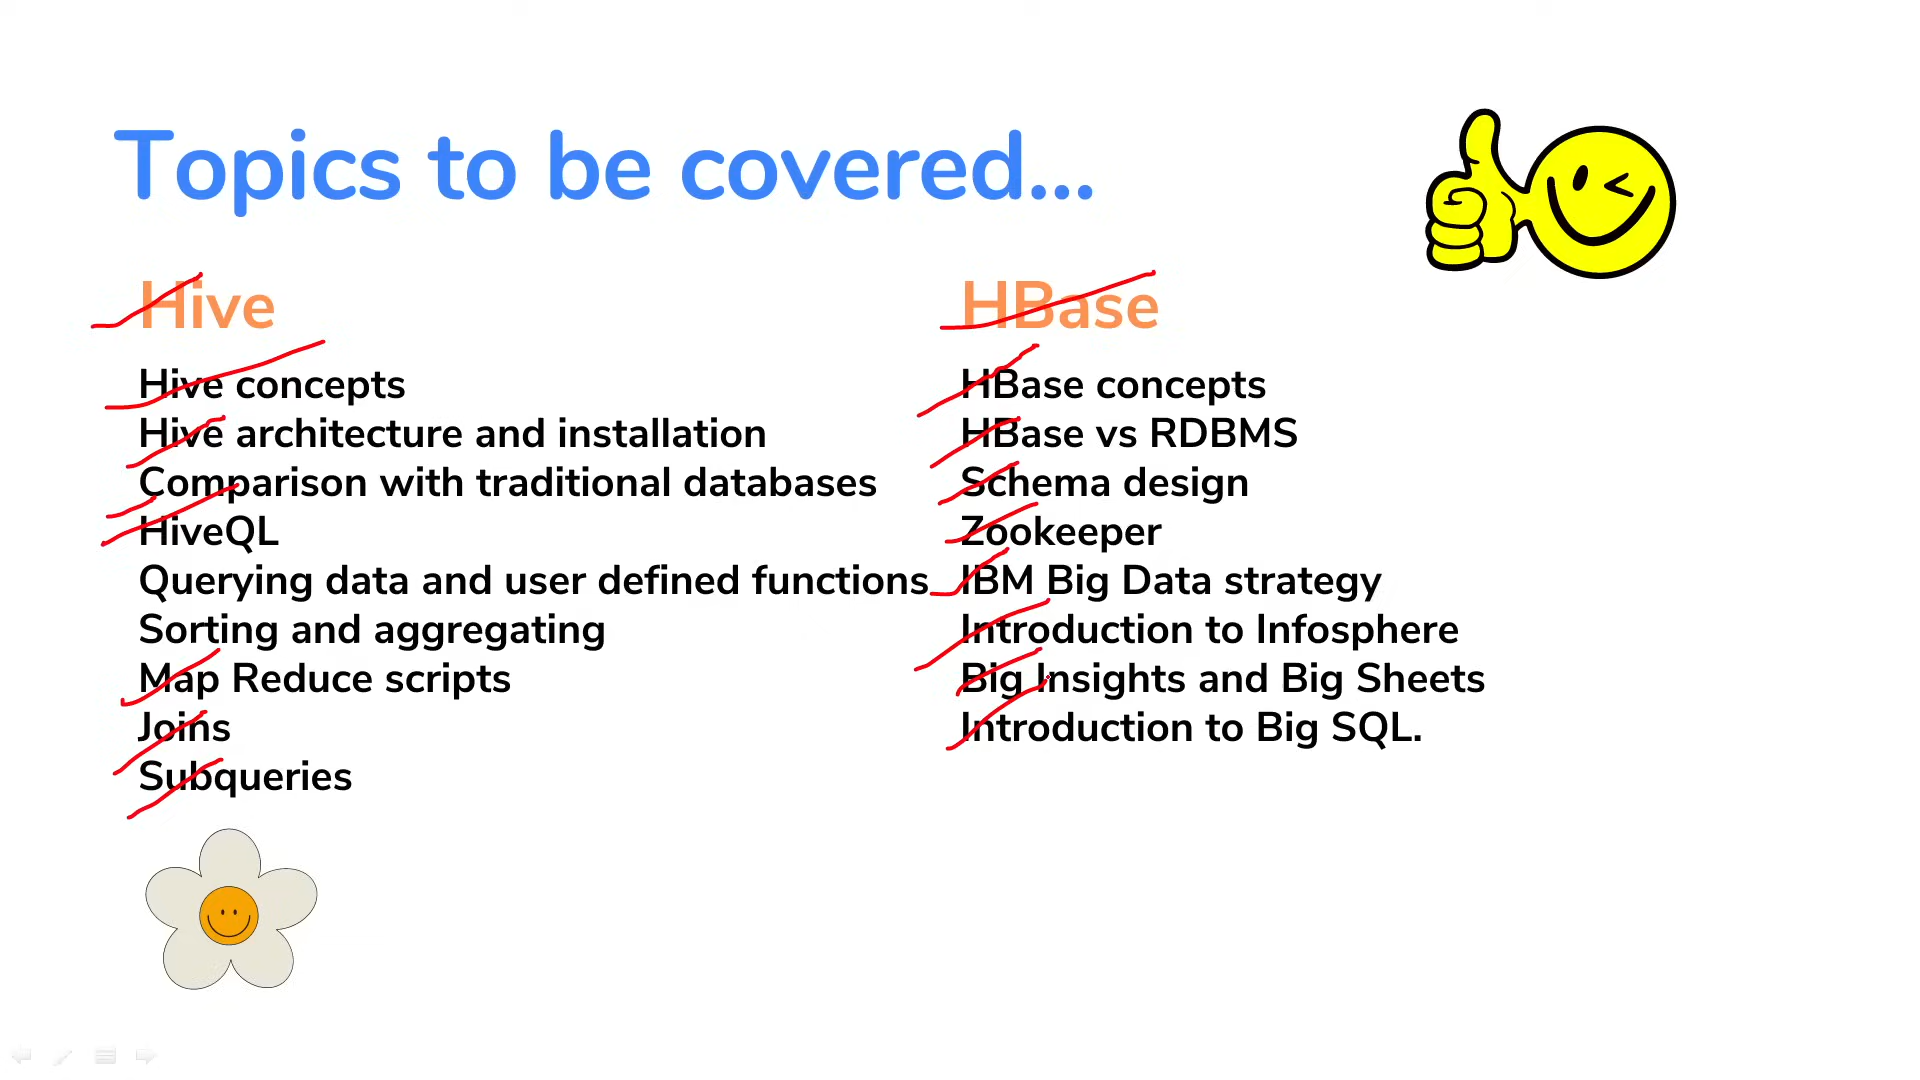 Topics to be covered...
Hive
Hive concepts
Hive architecture and installation
Comparison with traditional databases
HiveQL
Querying data and user defined functions
Sorting and aggregating
Map Reduce scripts
Joins
Subqueries
HBase
HBase concepts
HBase vs RDBMS
Schema design
Zookeeper
IBM Big Data strategy
Introduction to Infosphere
Big Insights and Big Sheets
Introduction to Big SQL.